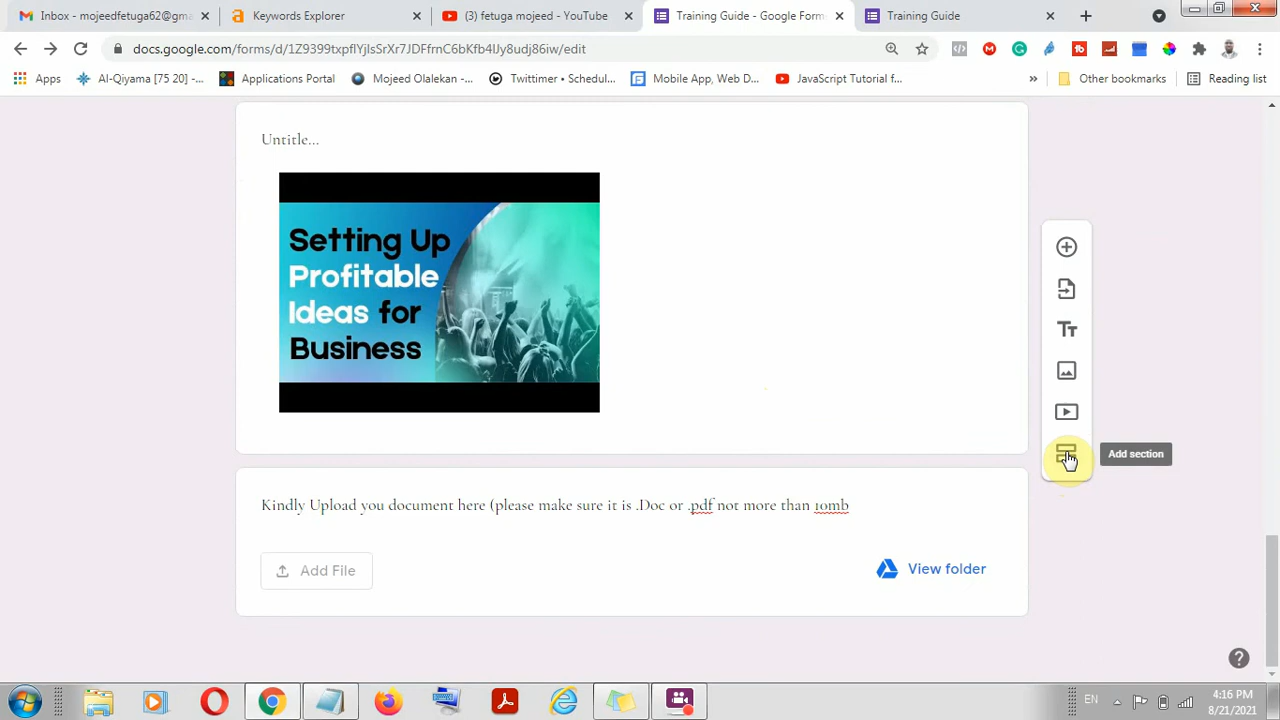 Inbox - mojeedfetuga62@gma
Keywords Explorer
(3) fetuga mojeed - YouTube
Training Guide - Google Form
Training Guide
docs.google.com/forms/d/1Z9399txpflYjIsSrXr7JDFfmC6bKfb4lJy8udj86iw/edit
Apps
Al-Qiyama [75 20] -...
Applications Portal
Mojeed Olalekan -...
Twittimer • Schedul...
Mobile App, Web D...
JavaScript Tutorial f...
»
Other bookmarks
Reading list
Untitle...
Setting Up
Profitable
Ideas for
Business
Add section
Kindly Upload you document here (please make sure it is .Doc or .pdf not more than 10mb
Add File
View folder
EN
4:16 PM
8/21/2021